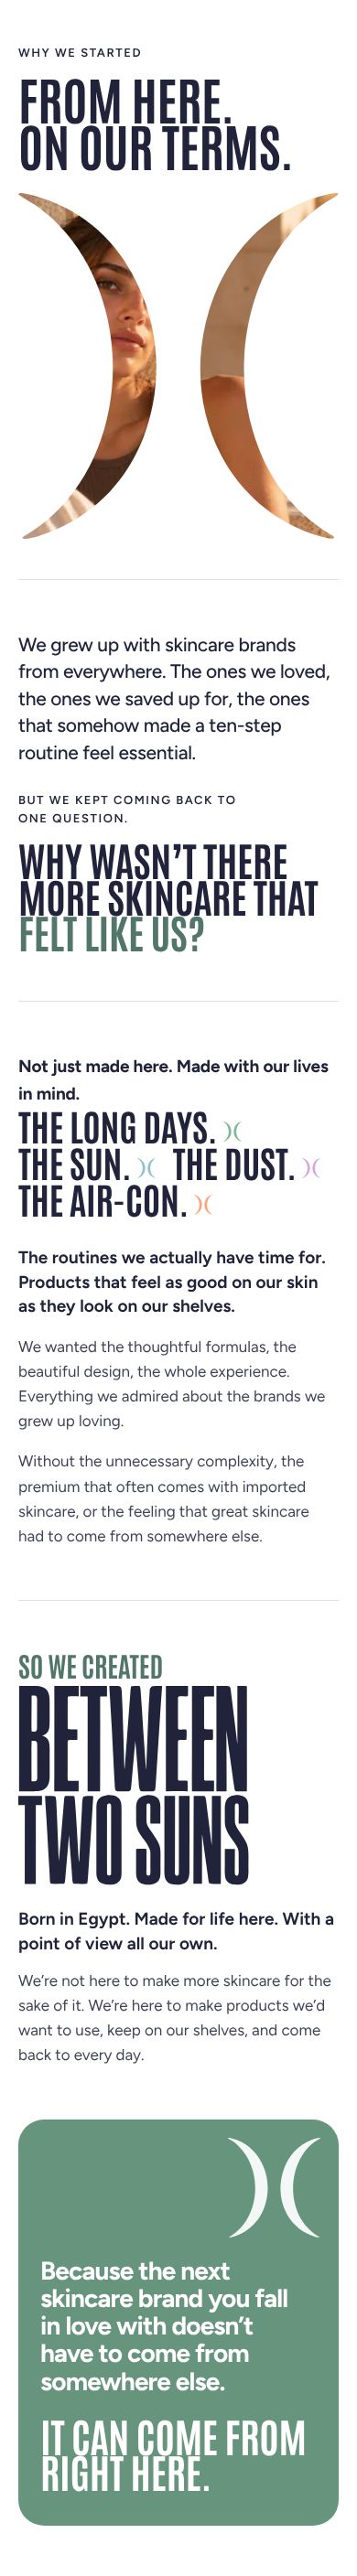 WHY WE STARTED
FROM HERE.
ON OUR TERMS.
We grew up with skincare brands
from everywhere. The ones we loved,
the ones we saved up for, the ones
that somehow made a ten-step
routine feel essential.
BUT WE KEPT COMING BACK TO
ONE QUESTION.
WHY WASN’T THERE
MORE SKINCARE THAT
FELT LIKE US?
Not just made here. Made with our lives
in mind.
THE LONG DAYS.
THE SUN. THE DUST.
THE AIR-CON.
The routines we actually have time for.
Products that feel as good on our skin
as they look on our shelves.
We wanted the thoughtful formulas, the
beautiful design, the whole experience.
Everything we admired about the brands we
grew up loving.
Without the unnecessary complexity, the
premium that often comes with imported
skincare, or the feeling that great skincare
had to come from somewhere else.
SO WE CREATED
BETWEEN
TWO SUNS
Born in Egypt. Made for life here. With a
point of view all our own.
We’re not here to make more skincare for the
sake of it. We’re here to make products we’d
want to use, keep on our shelves, and come
back to every day.
Because the next
skincare brand you fall
in love with doesn’t
have to come from
somewhere else.
IT CAN COME FROM
RIGHT HERE.